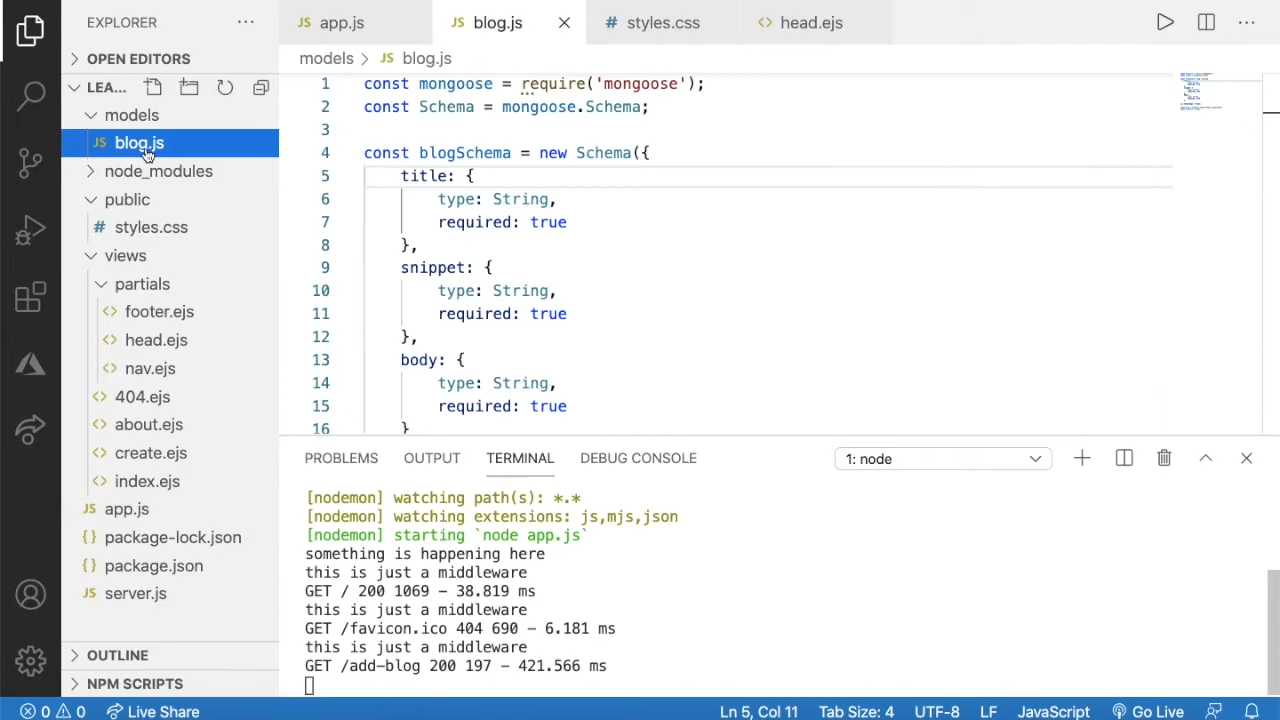 EXPLORER ...
OPEN EDITORS
LEA...
models
JS blog.js
node_modules
public
# styles.css
views
partials
<> footer.ejs
<> head.ejs
<> nav.ejs
<> 404.ejs
<> about.ejs
<> create.ejs
<> index.ejs
JS app.js
{} package-lock.json
{} package.json
JS server.js
OUTLINE
NPM SCRIPTS
JS app.js
JS blog.js
# styles.css
<> head.ejs
models > JS blog.js
1 const mongoose = require('mongoose');
2 const Schema = mongoose.Schema;
3
4 const blogSchema = new Schema({
5 title: {
6 type: String,
7 required: true
8 },
9 snippet: {
10 type: String,
11 required: true
12 },
13 body: {
14 type: String,
15 required: true
16 }
PROBLEMS OUTPUT TERMINAL DEBUG CONSOLE 1: node
[nodemon] watching path(s): *.*
[nodemon] watching extensions: js,mjs,json
[nodemon] starting `node app.js`
something is happening here
this is just a middleware
GET / 200 1069 - 38.819 ms
this is just a middleware
GET /favicon.ico 404 690 - 6.181 ms
this is just a middleware
GET /add-blog 200 197 - 421.566 ms
0 0 Live Share Ln 5, Col 11 Tab Size: 4 UTF-8 LF JavaScript Go Live